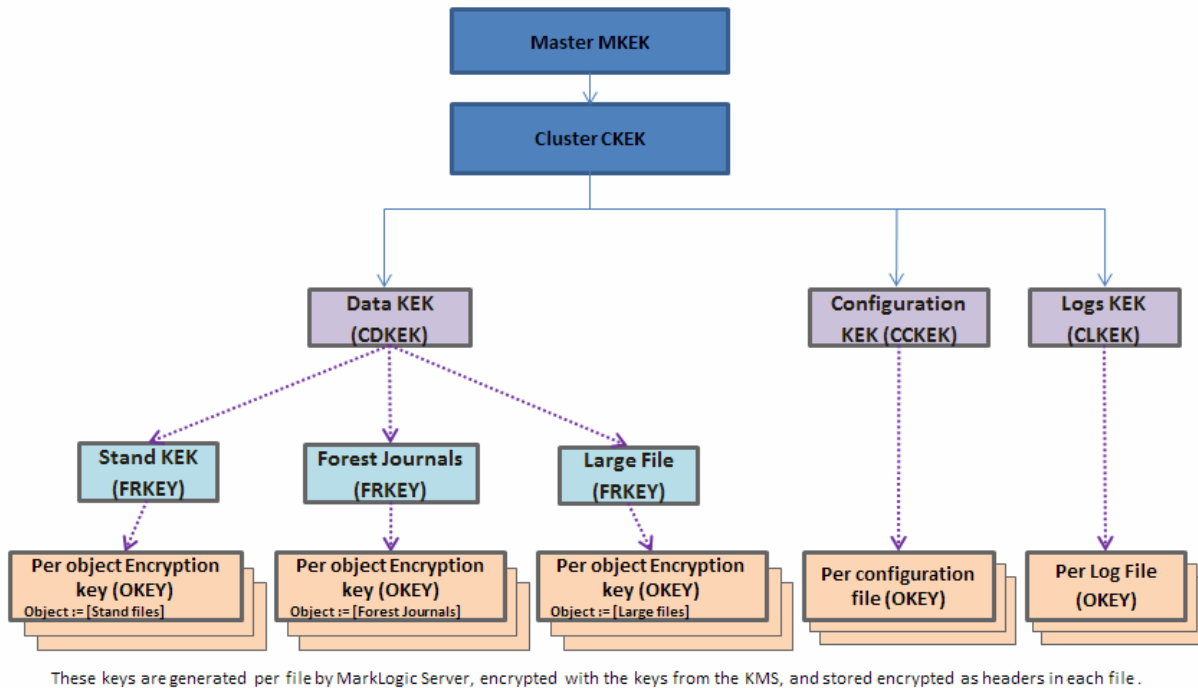 Master MKEK
Cluster CKEK
Data KEK
(CDKEK)
Configuration
KEK (CCKEK)
Logs KEK
(CLKEK)
Stand KEK
(FRKEY)
Forest Journals
(FRKEY)
Large File
(FRKEY)
Per object Encryption
key (OKEY)
Object := [Stand files]
Per object Encryption
key (OKEY)
Object := [Forest Journals]
Per object Encryption
key (OKEY)
Object := [Large files]
Per configuration
file (OKEY)
Per Log File
(OKEY)
These keys are generated per file by MarkLogic Server, encrypted with the keys from the KMS, and stored encrypted as headers in each file.